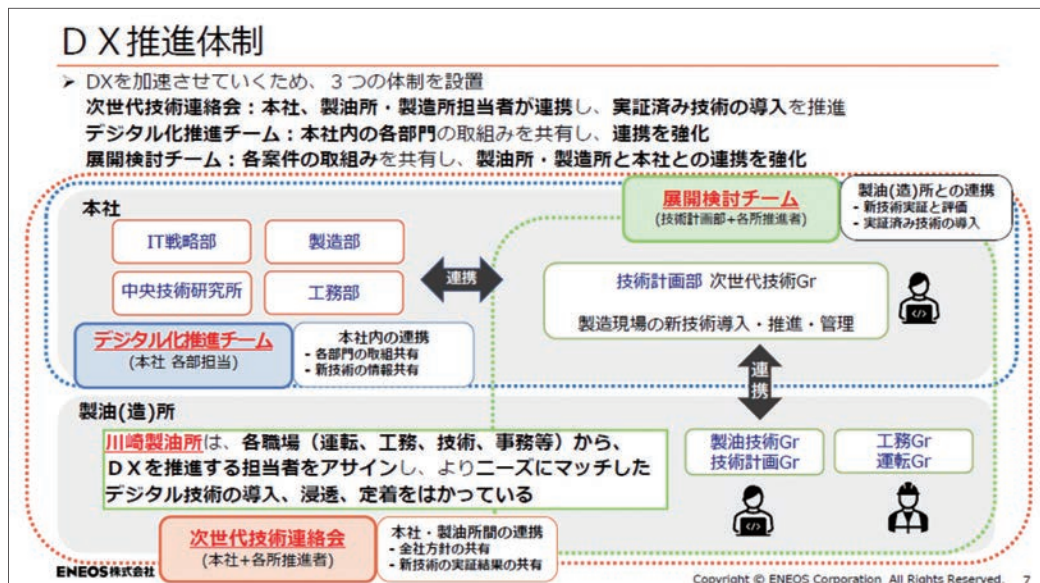 ＤＸ推進体制
➤ DXを加速させていくため、３つの体制を設置
次世代技術連絡会：本社、製油所・製造所担当者が連携し、実証済み技術の導入を推進
デジタル化推進チーム：本社内の各部門の取組みを共有し、連携を強化
展開検討チーム：各案件の取組みを共有し、製油所・製造所と本社との連携を強化
本社
IT戦略部
製造部
中央技術研究所
工務部
デジタル化推進チーム
(本社 各部担当)
本社内の連携
- 各部門の取組共有
- 新技術の情報共有
連携
展開検討チーム
(技術計画部+各所推進者)
製油(造)所との連携
- 新技術実証と評価
- 実証済み技術の導入
技術計画部 次世代技術Gr
製造現場の新技術導入・推進・管理
</>
連携
製油(造)所
川崎製油所は、各職場（運転、工務、技術、事務等）から、
ＤＸを推進する担当者をアサインし、よりニーズにマッチした
デジタル技術の導入、浸透、定着をはかっている
製油技術Gr
技術計画Gr
工務Gr
運転Gr
</>
次世代技術連絡会
(本社+各所推進者)
本社・製油所間の連携
- 全社方針の共有
- 新技術の実証結果の共有
ENEOS株式会社
Copyright © ENEOS Corporation All Rights Reserved. 7